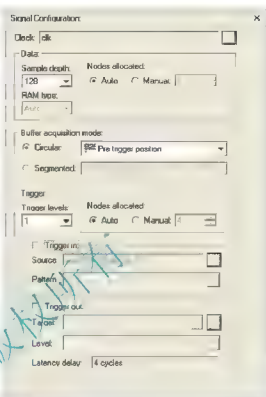 Signal Configuration:
Clock: clk
Data:
Sample depth:
Nodes allocated:
128
Auto
Manual:
RAM type:
Auto
Buffer acquisition mode:
Circular:
Pre trigger position
Segmented:
Trigger
Trigger levels:
Nodes allocated:
1
Auto
Manual: 4
Trigger in:
Source:
Pattern:
Trigger out:
Target:
Level:
Latency delay: 4 cycles